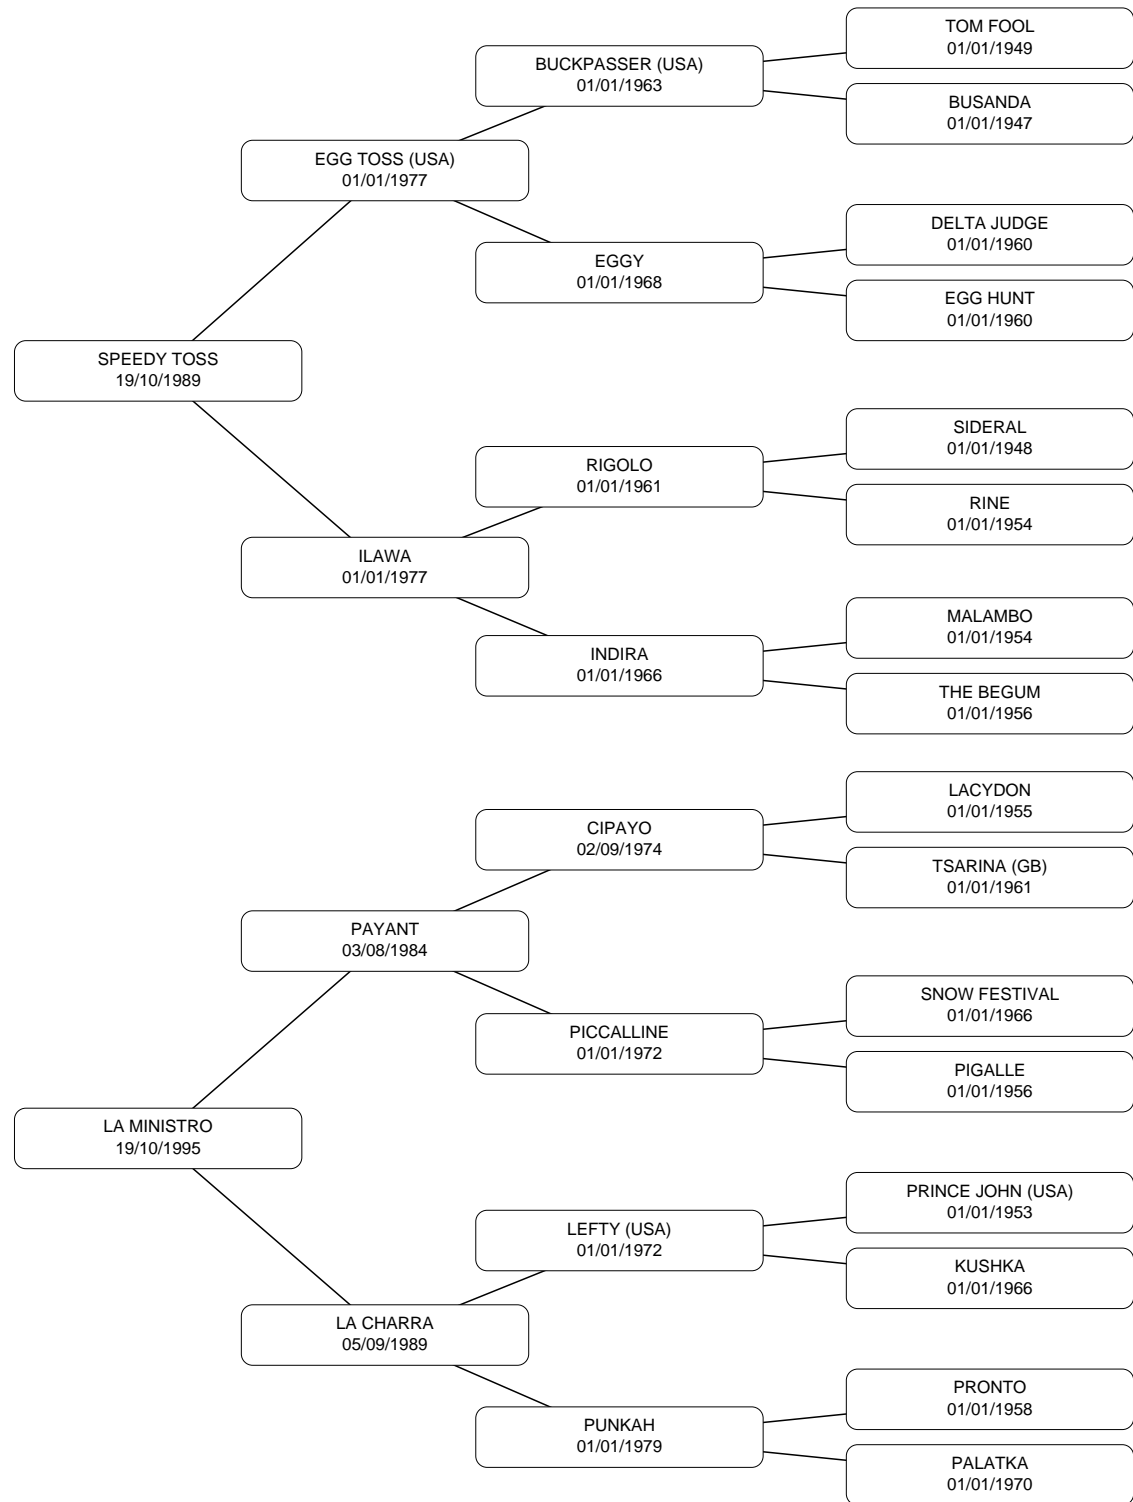 TOM FOOL
01/01/1949
BUCKPASSER (USA)
01/01/1963
BUSANDA
01/01/1947
EGG TOSS (USA)
01/01/1977
DELTA JUDGE
01/01/1960
EGGY
01/01/1968
EGG HUNT
01/01/1960
SPEEDY TOSS
19/10/1989
SIDERAL
01/01/1948
RIGOLO
01/01/1961
RINE
01/01/1954
ILAWA
01/01/1977
MALAMBO
01/01/1954
INDIRA
01/01/1966
THE BEGUM
01/01/1956
LACYDON
01/01/1955
CIPAYO
02/09/1974
TSARINA (GB)
01/01/1961
PAYANT
03/08/1984
SNOW FESTIVAL
01/01/1966
PICCALLINE
01/01/1972
PIGALLE
01/01/1956
LA MINISTRO
19/10/1995
PRINCE JOHN (USA)
01/01/1953
LEFTY (USA)
01/01/1972
KUSHKA
01/01/1966
LA CHARRA
05/09/1989
PRONTO
01/01/1958
PUNKAH
01/01/1979
PALATKA
01/01/1970